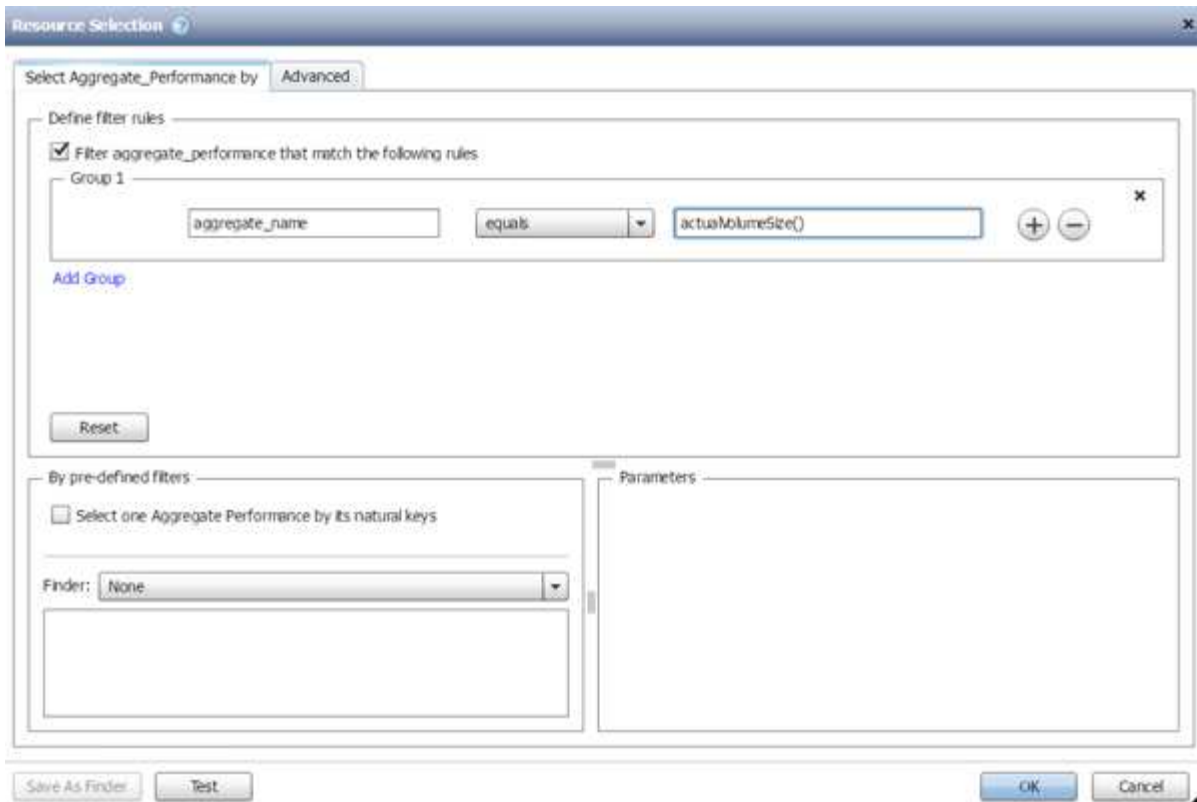 Resource Selection
Select Aggregate_Performance by
Advanced
Define filter rules
Filter aggregate_performance that match the following rules
Group 1
aggregate_name
equals
actualVolumeSize()
Add Group
Reset
By pre-defined filters
Select one Aggregate Performance by its natural keys
Finder:
None
Parameters
Save As Finder
Test
OK
Cancel